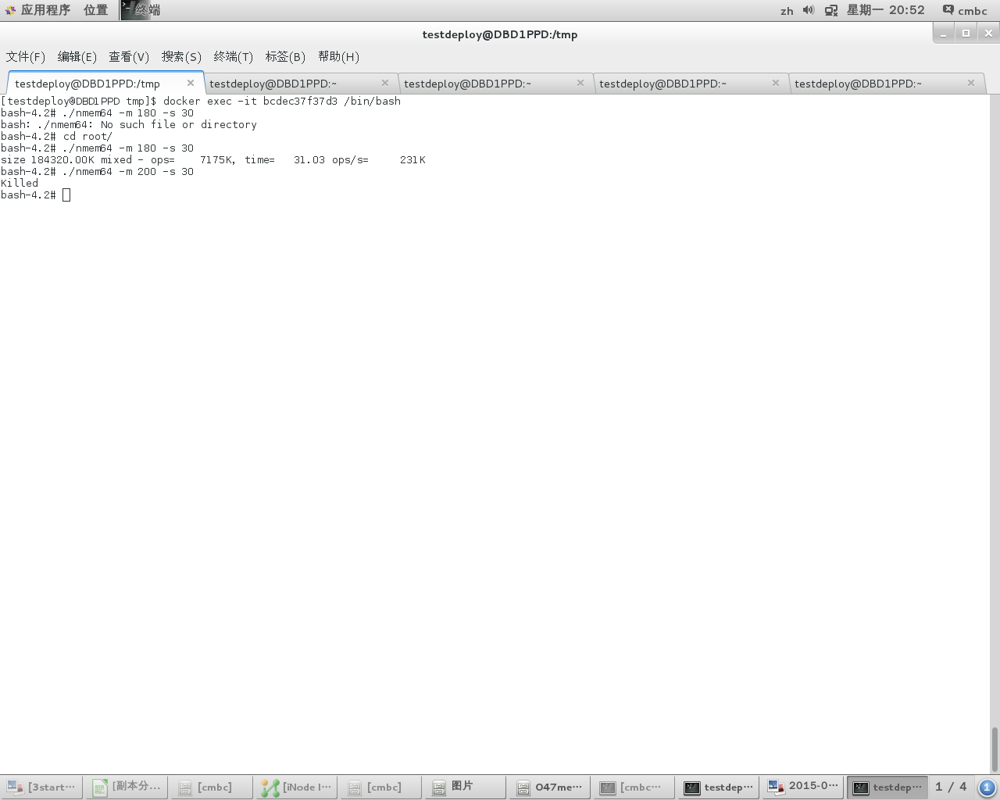 应用程序 位置 终端 zh 星期一 20:52 cmbc
testdeploy@DBD1PPD:/tmp
文件(F) 编辑(E) 查看(V) 搜索(S) 终端(T) 标签(B) 帮助(H)
testdeploy@DBD1PPD:/tmp testdeploy@DBD1PPD:~ testdeploy@DBD1PPD:~ testdeploy@DBD1PPD:~ testdeploy@DBD1PPD:~
[testdeploy@DBD1PPD tmp]$ docker exec -it bcdec37f37d3 /bin/bash
bash-4.2# ./nmem64 -m 180 -s 30
bash: ./nmem64: No such file or directory
bash-4.2# cd root/
bash-4.2# ./nmem64 -m 180 -s 30
size 184320.00K mixed - ops=    7175K, time=   31.03 ops/s=     231K
bash-4.2# ./nmem64 -m 200 -s 30
Killed
bash-4.2#
[3start… [副本分… [cmbc] [iNode I… [cmbc] 图片 047me… [cmbc… testdep… 2015-0… testdep… 1 / 4 1